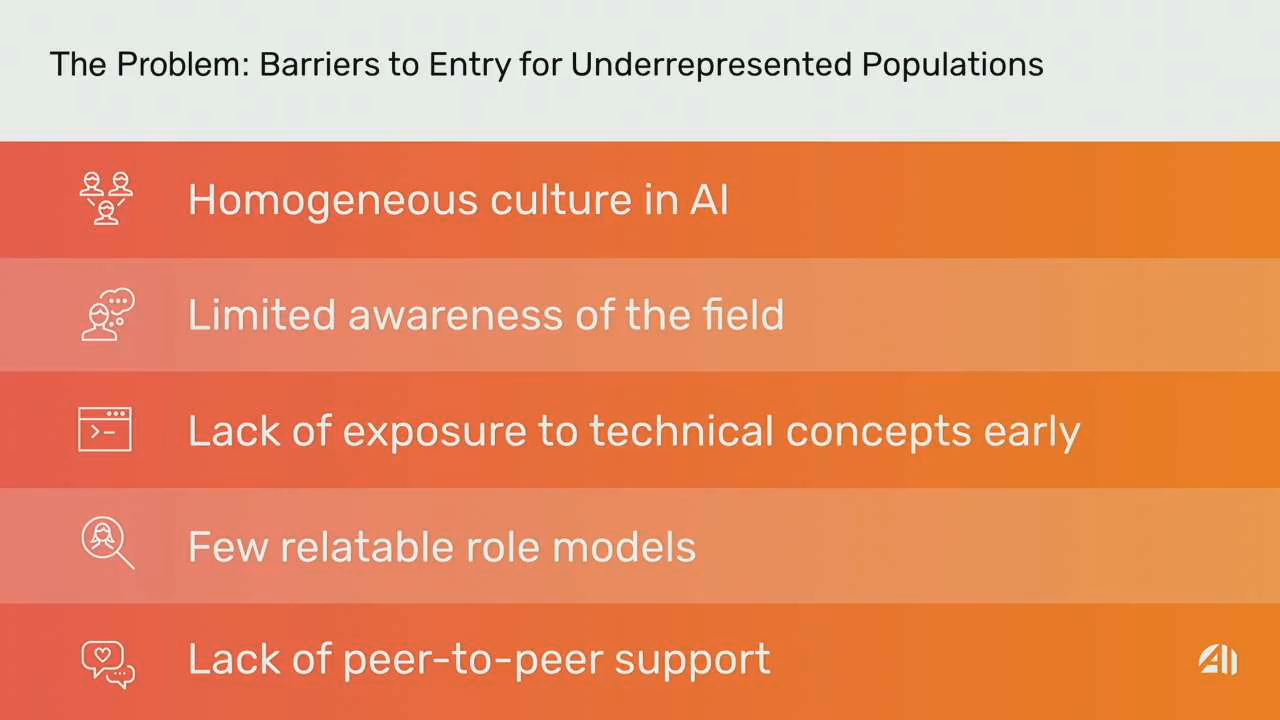 The Problem: Barriers to Entry for Underrepresented Populations
Homogeneous culture in AI
Limited awareness of the field
Lack of exposure to technical concepts early
Few relatable role models
Lack of peer-to-peer support
AI